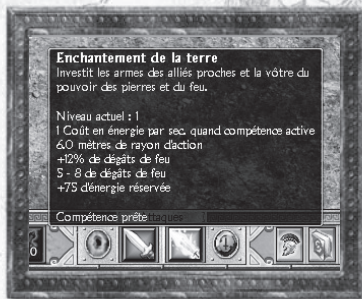 Enchantement de la terre
Investit les armes des alliés proches et la vôtre du
pouvoir des pierres et du feu.
Niveau actuel : 1
1 Coût en énergie par sec. quand compétence active
6.0 mètres de rayon d'action
+12% de dégâts de feu
5 - 8 de dégâts de feu
+75 d'énergie réservée
Compétence prête